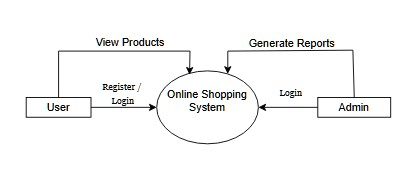 View Products
Generate Reports
Register /
Login
Login
Online Shopping
System
User
Admin